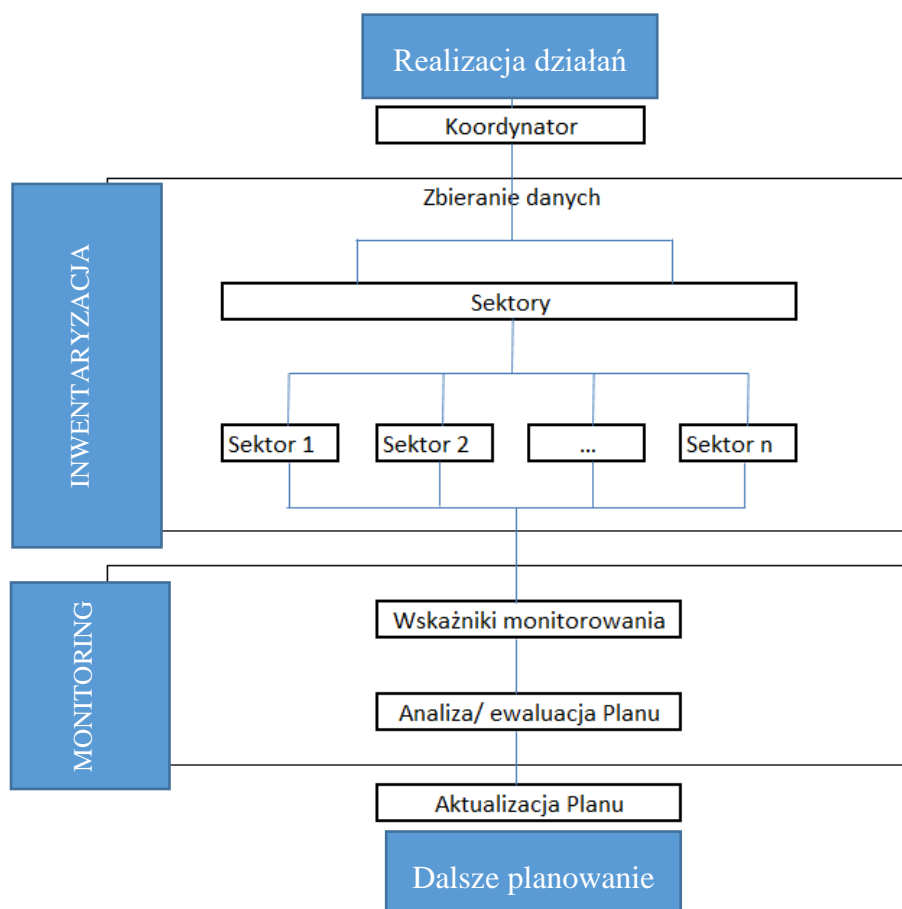 Realizacja działań
Koordynator
INWENTARYZACJA
Zbieranie danych
Sektory
Sektor 1
Sektor 2
...
Sektor n
MONITORING
Wskażniki monitorowania
Analiza/ ewaluacja Planu
Aktualizacja Planu
Dalsze planowanie